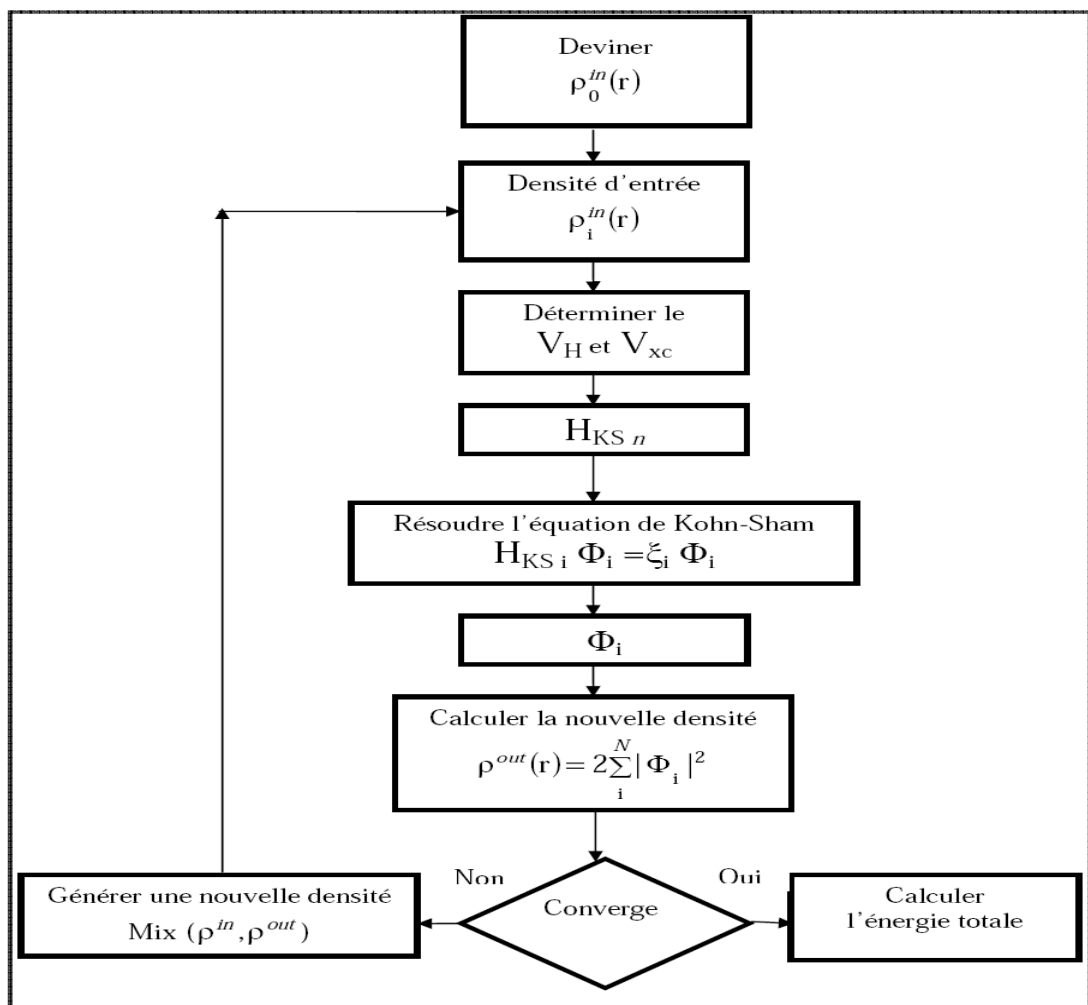 Deviner
ρ₀ⁱⁿ(r)
Densité d'entrée
ρᵢⁱⁿ(r)
Déterminer le
V_H et V_xc
H_KS n
Résoudre l'équation de Kohn-Sham
H_KS i Φᵢ =ξᵢ Φᵢ
Φᵢ
Calculer la nouvelle densité
ρᵒᵘᵗ(r) = 2∑ᵢᴺ | Φᵢ |²
Non
Oui
Converge
Générer une nouvelle densité
Mix (ρⁱⁿ,ρᵒᵘᵗ)
Calculer
l'énergie totale